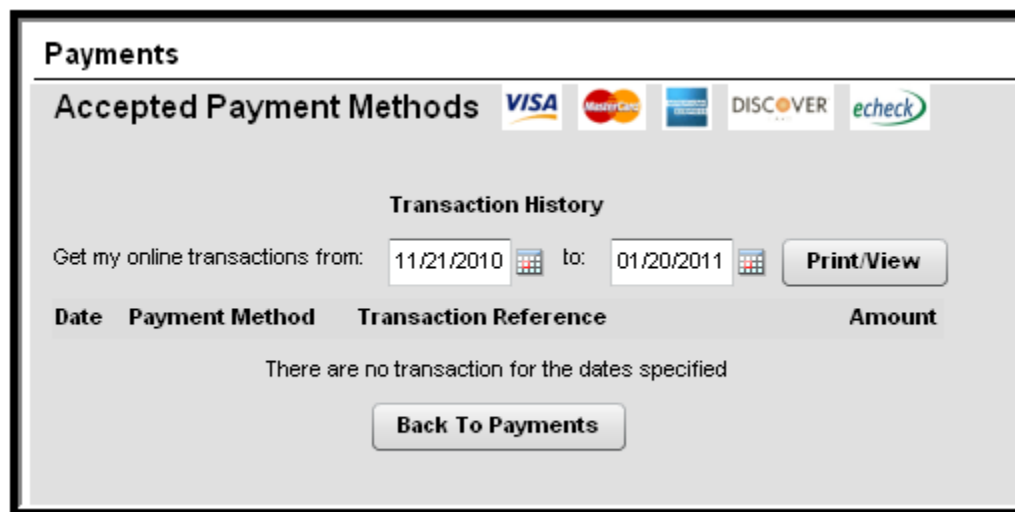 Payments
Accepted Payment Methods VISA MasterCard DISCOVER echeck
Transaction History
Get my online transactions from: 11/21/2010 to: 01/20/2011 Print/View
Date Payment Method Transaction Reference Amount
There are no transaction for the dates specified
Back To Payments